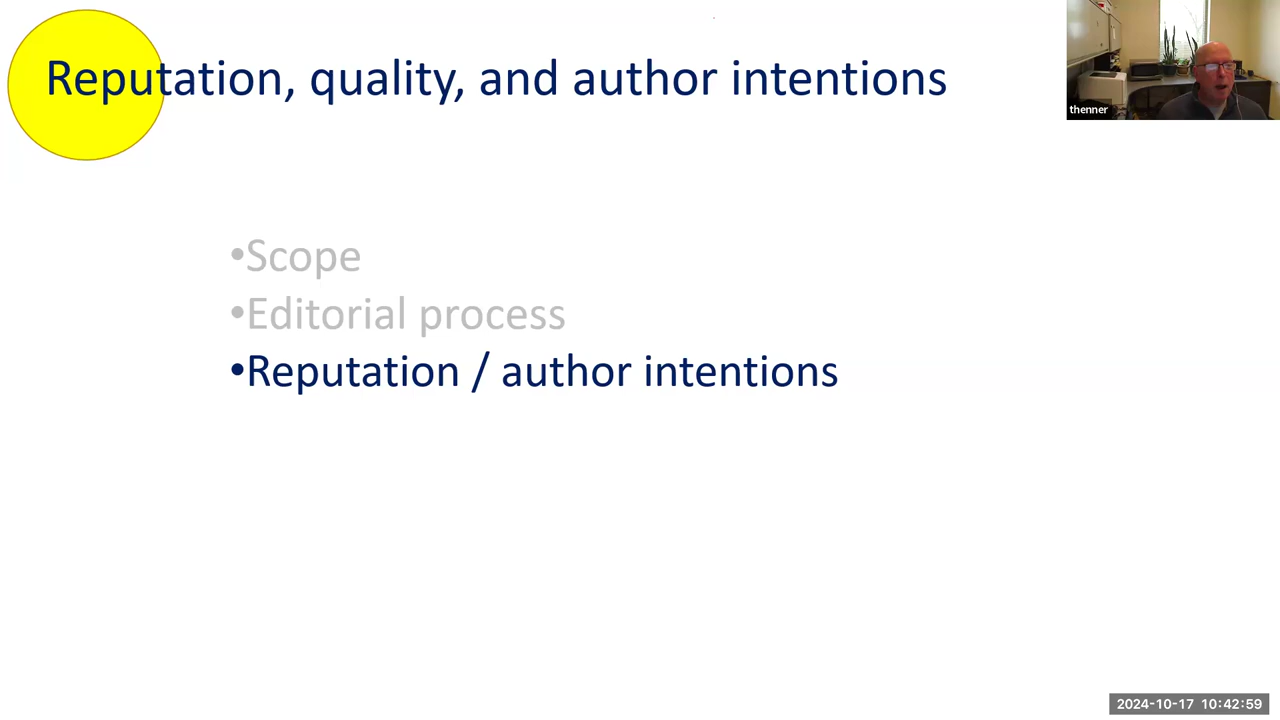 Reputation, quality, and author intentions
thenner
•Scope
•Editorial process
•Reputation / author intentions
2024-10-17 10:42:59